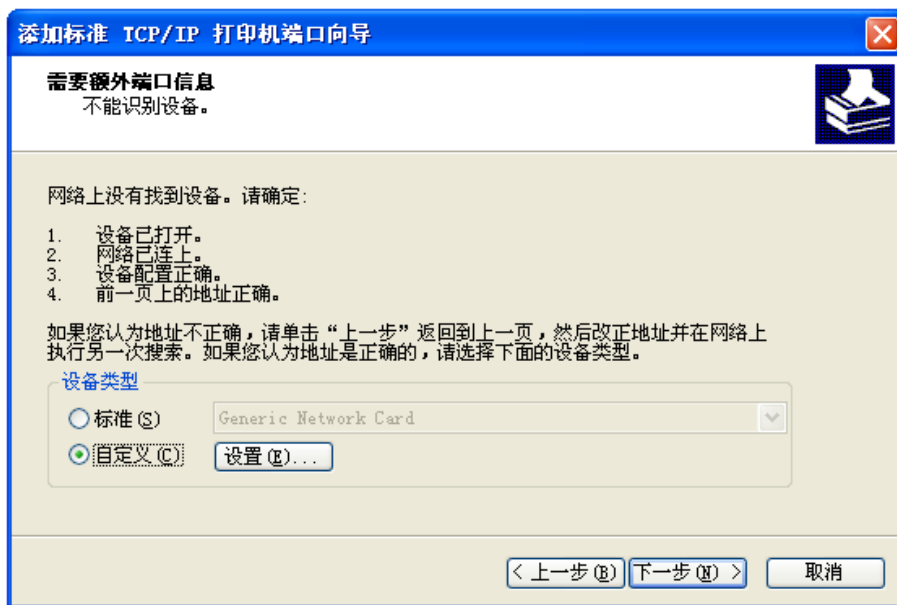 添加标准 TCP/IP 打印机端口向导
需要额外端口信息
不能识别设备。
网络上没有找到设备。请确定:
1. 设备已打开。
2. 网络已连上。
3. 设备配置正确。
4. 前一页上的地址正确。
如果您认为地址不正确,请单击“上一步”返回到上一页,然后改正地址并在网络上
执行另一次搜索。如果您认为地址是正确的,请选择下面的设备类型。
设备类型
标准(S) Generic Network Card
自定义(C) 设置(E)...
< 上一步(B) 下一步(N) > 取消